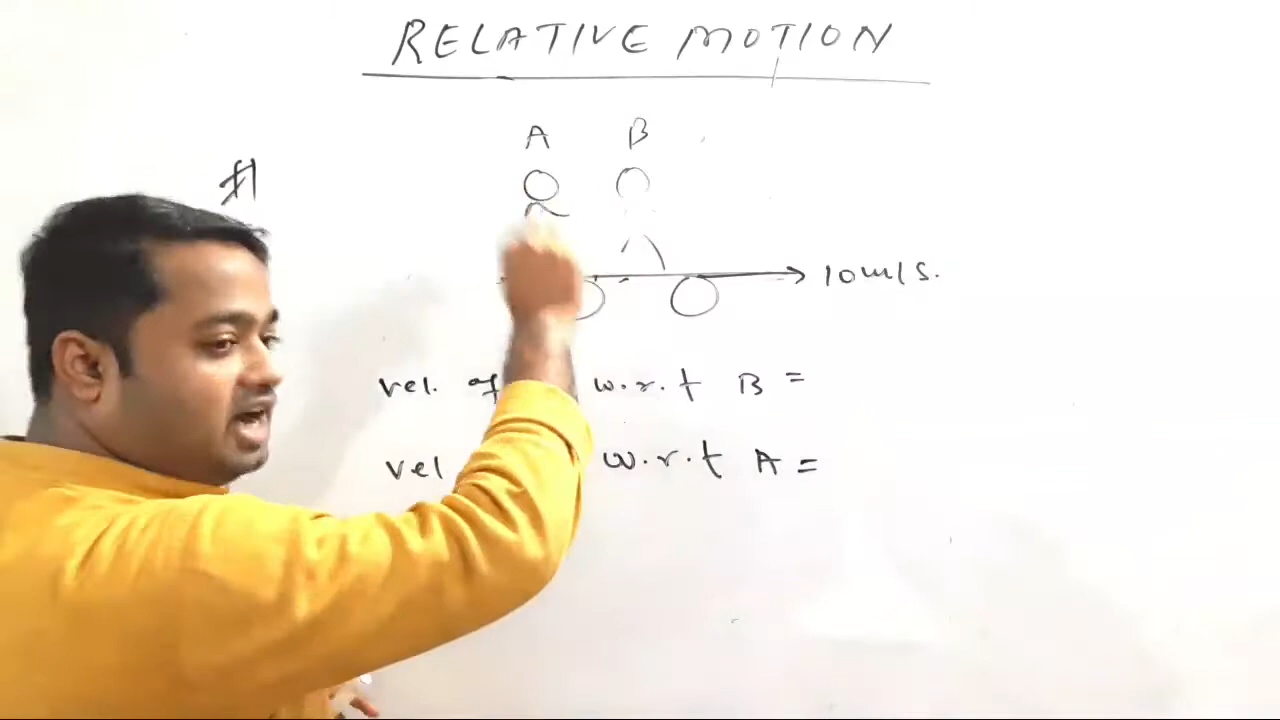 RELATIVE MOTION
A B
#1
10m/s.
vel. of w.r.t B =
vel w.r.t A =